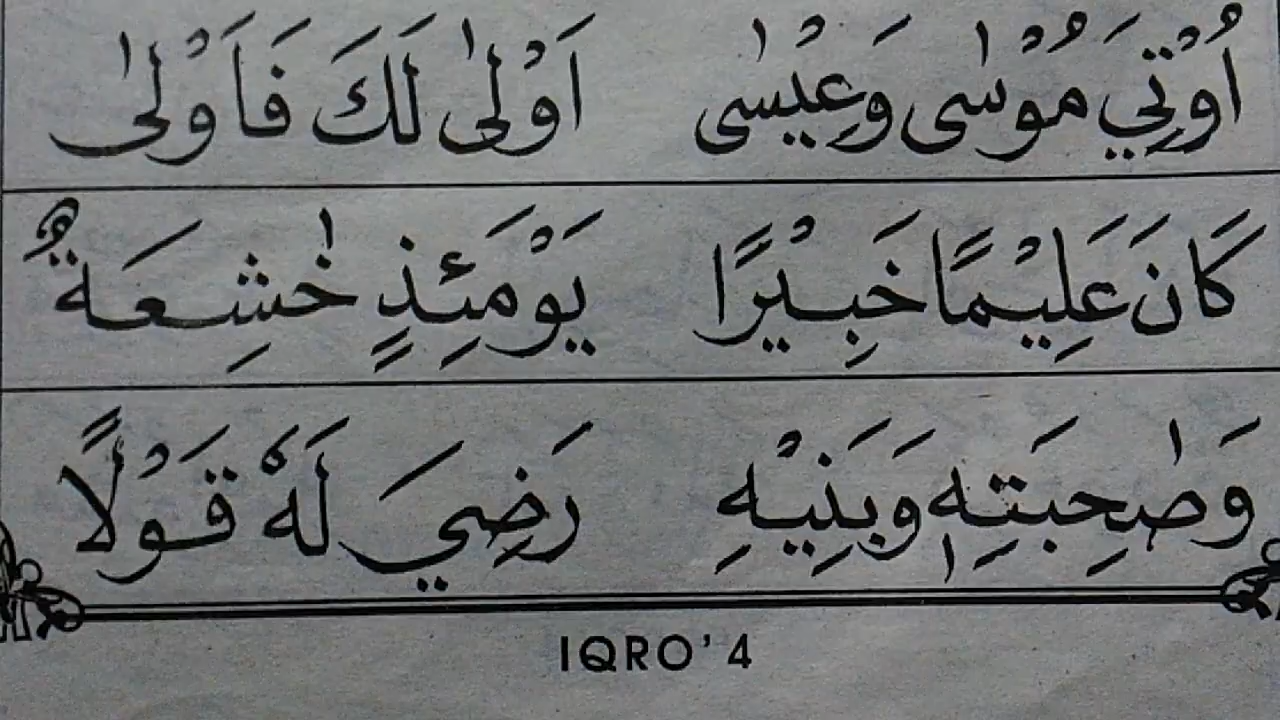 اُوْتِيَ مُوْسٰى وَعِيْسٰى اَوْلٰى لَكَ فَاَوْلٰى
كَانَ عَلِيْمًا خَبِيْرًا يَوْمَئِذٍ خٰشِعَةٌ
وَصٰحِبَتِهٖ وَبَنِيْهِ رَضِيَ لَهٗ قَوْلًا
IQRO' 4